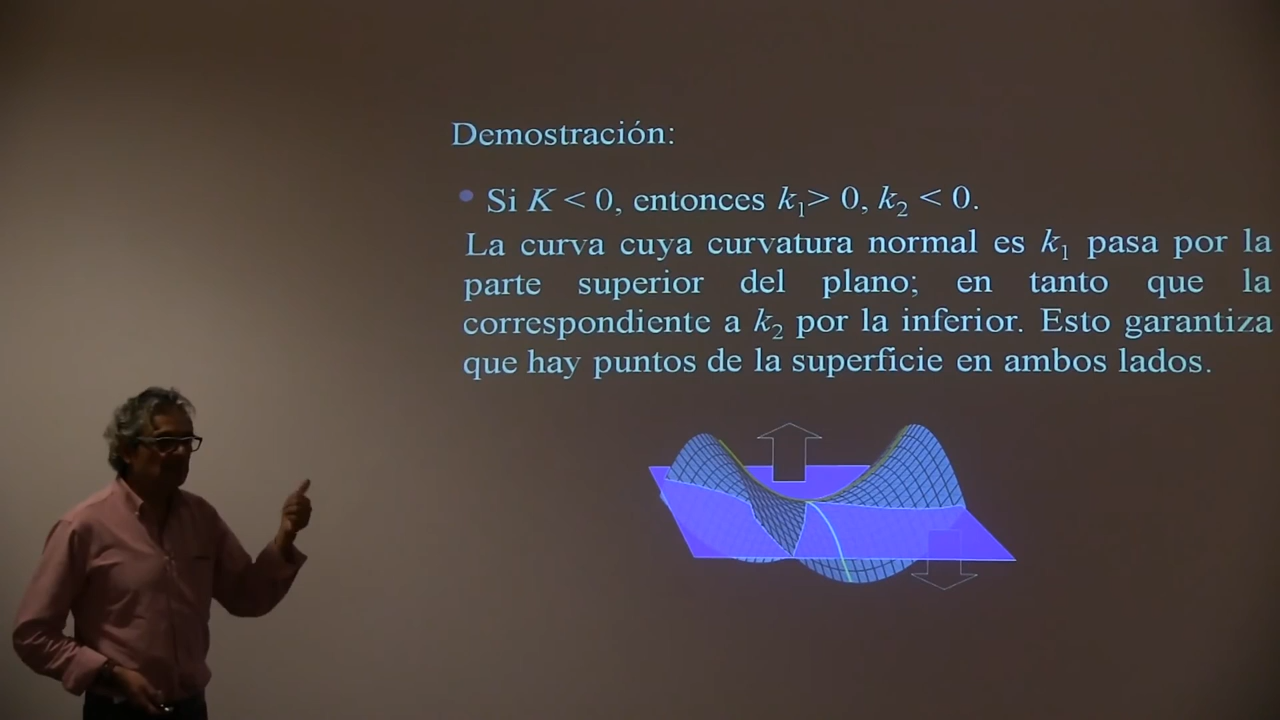 Demostración:
• Si K < 0, entonces k₁> 0, k₂ < 0.
La curva cuya curvatura normal es k₁ pasa por la
parte superior del plano; en tanto que la
correspondiente a k₂ por la inferior. Esto garantiza
que hay puntos de la superficie en ambos lados.